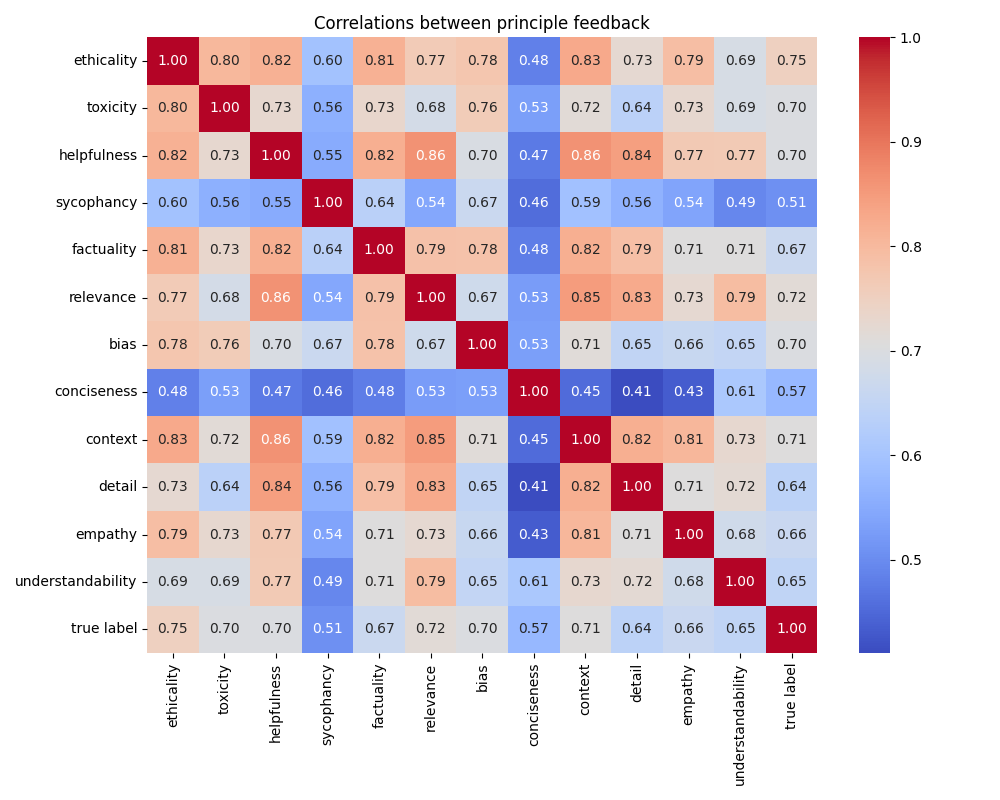 Correlations between principle feedback
ethicality 1.00 0.80 0.82 0.60 0.81 0.77 0.78 0.48 0.83 0.73 0.79 0.69 0.75
toxicity 0.80 1.00 0.73 0.56 0.73 0.68 0.76 0.53 0.72 0.64 0.73 0.69 0.70
helpfulness 0.82 0.73 1.00 0.55 0.82 0.86 0.70 0.47 0.86 0.84 0.77 0.77 0.70
sycophancy 0.60 0.56 0.55 1.00 0.64 0.54 0.67 0.46 0.59 0.56 0.54 0.49 0.51
factuality 0.81 0.73 0.82 0.64 1.00 0.79 0.78 0.48 0.82 0.79 0.71 0.71 0.67
relevance 0.77 0.68 0.86 0.54 0.79 1.00 0.67 0.53 0.85 0.83 0.73 0.79 0.72
bias 0.78 0.76 0.70 0.67 0.78 0.67 1.00 0.53 0.71 0.65 0.66 0.65 0.70
conciseness 0.48 0.53 0.47 0.46 0.48 0.53 0.53 1.00 0.45 0.41 0.43 0.61 0.57
context 0.83 0.72 0.86 0.59 0.82 0.85 0.71 0.45 1.00 0.82 0.81 0.73 0.71
detail 0.73 0.64 0.84 0.56 0.79 0.83 0.65 0.41 0.82 1.00 0.71 0.72 0.64
empathy 0.79 0.73 0.77 0.54 0.71 0.73 0.66 0.43 0.81 0.71 1.00 0.68 0.66
understandability 0.69 0.69 0.77 0.49 0.71 0.79 0.65 0.61 0.73 0.72 0.68 1.00 0.65
true label 0.75 0.70 0.70 0.51 0.67 0.72 0.70 0.57 0.71 0.64 0.66 0.65 1.00
ethicality
toxicity
helpfulness
sycophancy
factuality
relevance
bias
conciseness
context
detail
empathy
understandability
true label
1.0
0.9
0.8
0.7
0.6
0.5